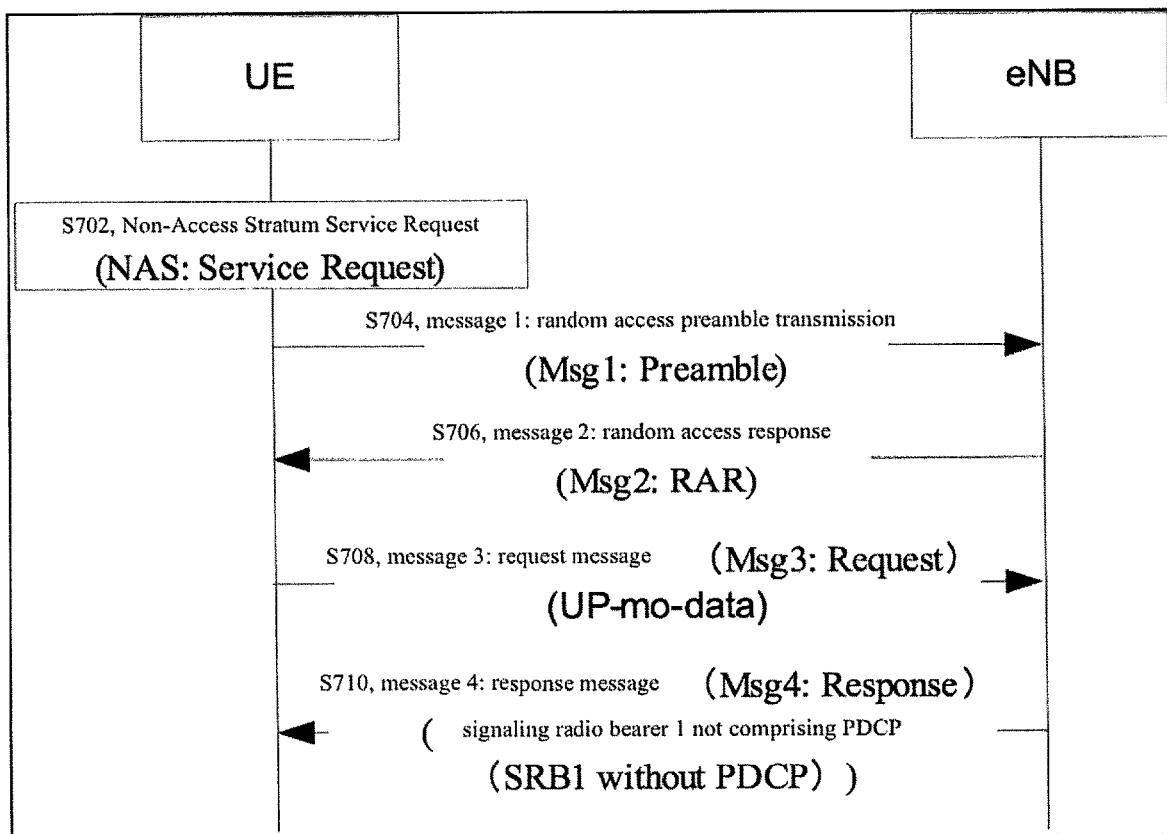 UE
eNB
S702, Non-Access Stratum Service Request
(NAS: Service Request)
S704, message 1: random access preamble transmission
(Msg1: Preamble)
S706, message 2: random access response
(Msg2: RAR)
S708, message 3: request message (Msg3: Request)
(UP-mo-data)
S710, message 4: response message (Msg4: Response)
( signaling radio bearer 1 not comprising PDCP
(SRB1 without PDCP) )